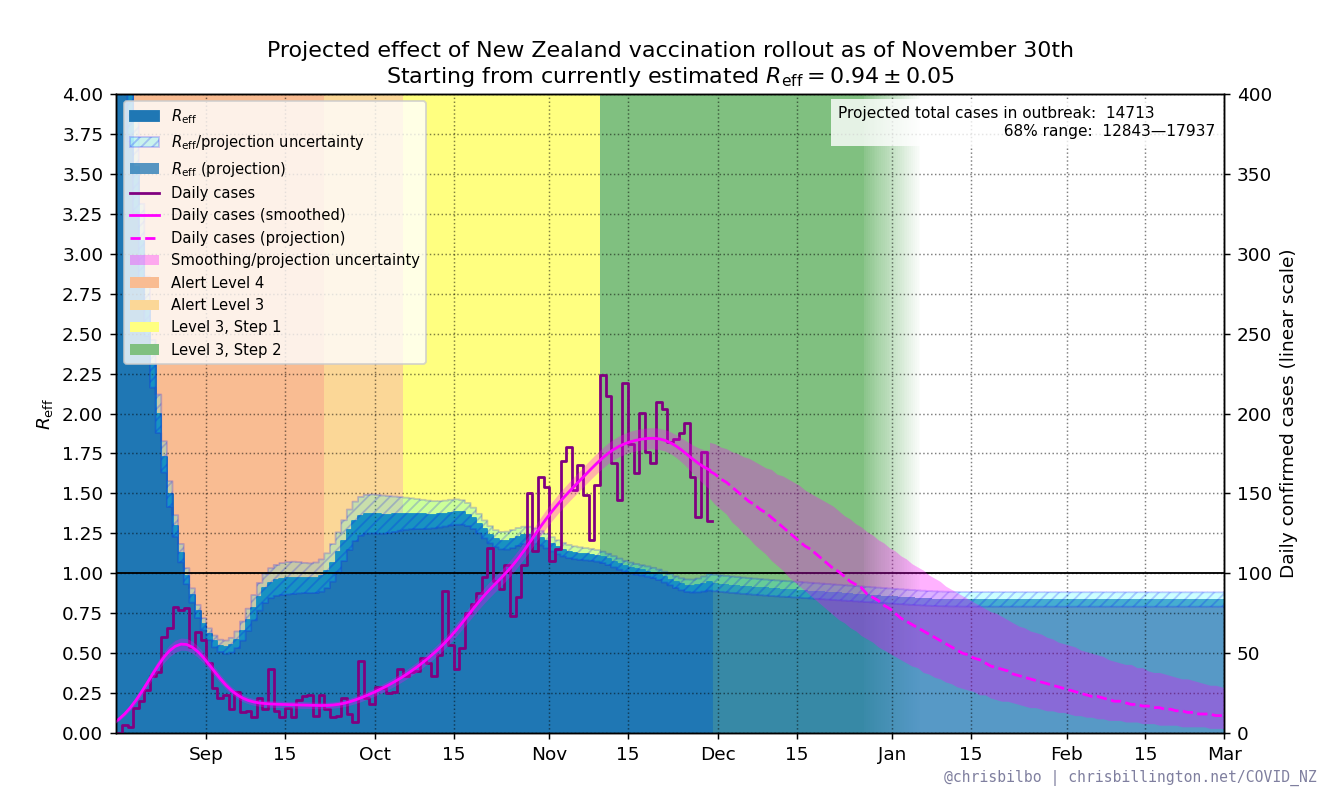 Projected effect of New Zealand vaccination rollout as of November 30th
Starting from currently estimated Reff = 0.94 ± 0.05
4.00
3.75
3.50
3.25
3.00
2.75
2.50
2.25
2.00
1.75
1.50
1.25
1.00
0.75
0.50
0.25
0.00
Reff
Reff
Reff/projection uncertainty
Reff (projection)
Daily cases
Daily cases (smoothed)
Daily cases (projection)
Smoothing/projection uncertainty
Alert Level 4
Alert Level 3
Level 3, Step 1
Level 3, Step 2
Projected total cases in outbreak: 14713
68% range: 12843—17937
400
350
300
250
200
150
100
50
0
Daily confirmed cases (linear scale)
Sep 15 Oct 15 Nov 15 Dec 15 Jan 15 Feb 15 Mar
@chrisbilbo | chrisbillington.net/COVID_NZ